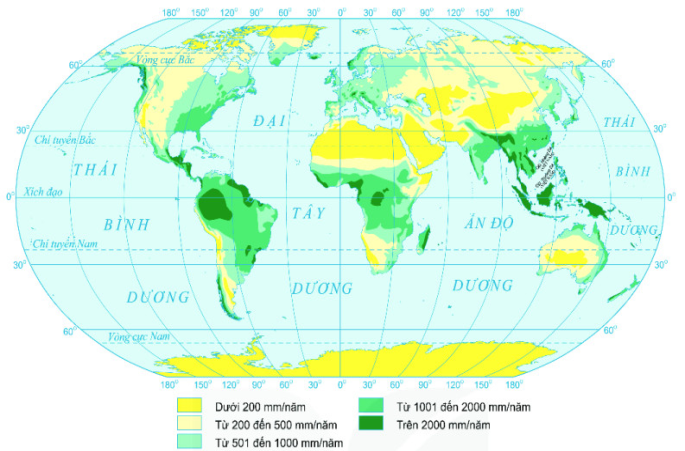 180° 150° 120° 90° 60° 30° 0° 30° 60° 90° 120° 150° 180°
Vòng cực Bắc
60° 60°
ĐẠI
THÁI
30° 30°
Chí tuyến Bắc
THÁI
BÌNH
Xích đạo
0° 0°
TÂY
ẤN ĐỘ
BÌNH
DƯƠNG
Chí tuyến Nam
30° 30°
DƯƠNG
DƯƠNG
DƯƠNG
60° 60°
Vòng cực Nam
180° 150° 120° 90° 60° 30° 0° 30° 60° 90° 120° 150° 180°
Dưới 200 mm/năm
Từ 200 đến 500 mm/năm
Từ 501 đến 1000 mm/năm
Từ 1001 đến 2000 mm/năm
Trên 2000 mm/năm